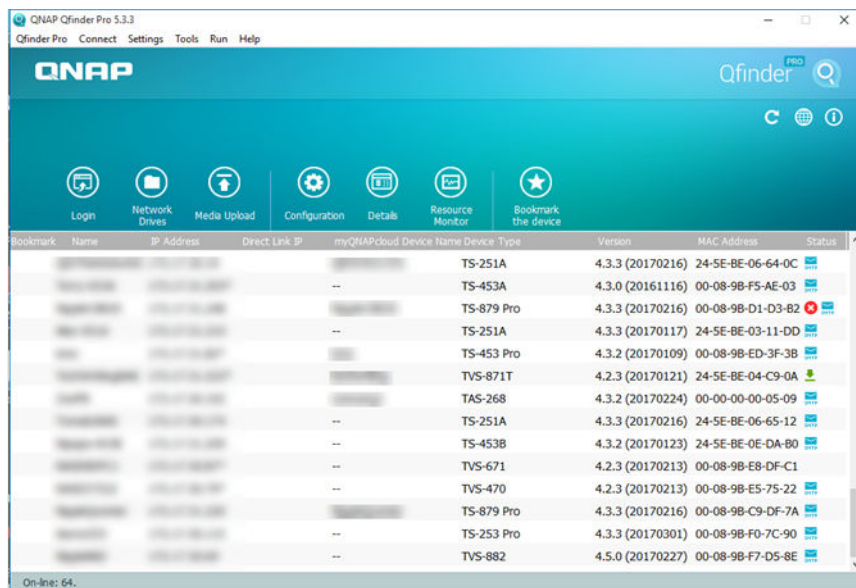 QNAP Qfinder Pro 5.3.3
Qfinder Pro Connect Settings Tools Run Help
QNAP
Qfinder PRO
Login
Network Drives
Media Upload
Configuration
Details
Resource Monitor
Bookmark the device
Bookmark Name IP Address Direct Link IP myQNAPcloud Device Name Device Type Version MAC Address Status
TS-251A 4.3.3 (20170216) 24-5E-BE-06-64-0C
-- TS-453A 4.3.0 (20161116) 00-08-9B-F5-AE-03
TS-879 Pro 4.3.3 (20170216) 00-08-9B-D1-D3-B2
-- TS-251A 4.3.3 (20170117) 24-5E-BE-03-11-DD
TS-453 Pro 4.3.2 (20170109) 00-08-9B-ED-3F-3B
TVS-871T 4.2.3 (20170121) 24-5E-BE-04-C9-0A
TAS-268 4.3.2 (20170224) 00-00-00-00-05-09
-- TS-251A 4.3.3 (20170216) 24-5E-BE-06-65-12
-- TS-453B 4.3.2 (20170123) 24-5E-BE-0E-DA-B0
-- TVS-671 4.2.3 (20170213) 00-08-9B-E8-DF-C1
-- TVS-470 4.2.3 (20170213) 00-08-9B-E5-75-22
TS-879 Pro 4.3.3 (20170216) 00-08-9B-C9-DF-7A
-- TS-253 Pro 4.3.3 (20170301) 00-08-9B-F0-7C-90
-- TVS-882 4.5.0 (20170227) 00-08-9B-F7-D5-8E
On-line: 64.